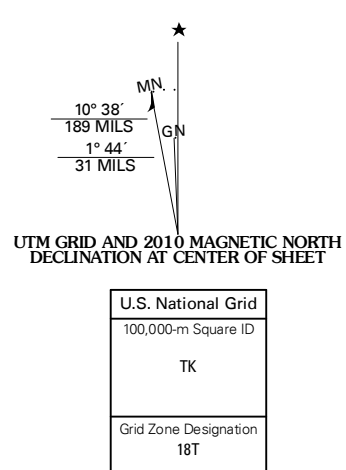 ★
MN
10° 38´
189 MILS
GN
1° 44´
31 MILS
UTM GRID AND 2010 MAGNETIC NORTH
DECLINATION AT CENTER OF SHEET
U.S. National Grid
100,000-m Square ID
TK
Grid Zone Designation
18T